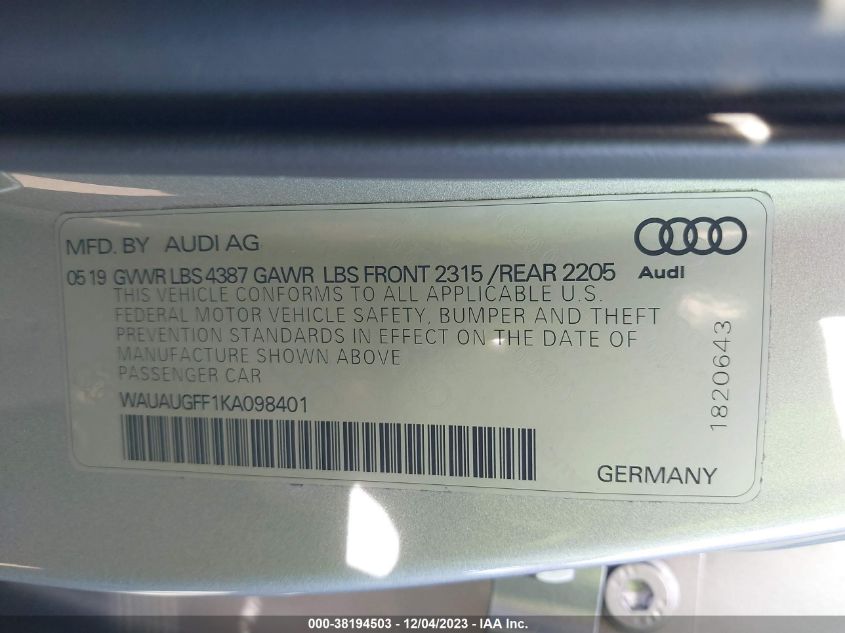 MFD. BY AUDI AG
0519 GVWR LBS 4387 GAWR LBS FRONT 2315 /REAR 2205
Audi
THIS VEHICLE CONFORMS TO ALL APPLICABLE U.S.
FEDERAL MOTOR VEHICLE SAFETY, BUMPER AND THEFT
PREVENTION STANDARDS IN EFFECT ON THE DATE OF
MANUFACTURE SHOWN ABOVE
PASSENGER CAR
WAUAUGFF1KA098401
1820643
GERMANY
000-38194503 - 12/04/2023 - IAA Inc.